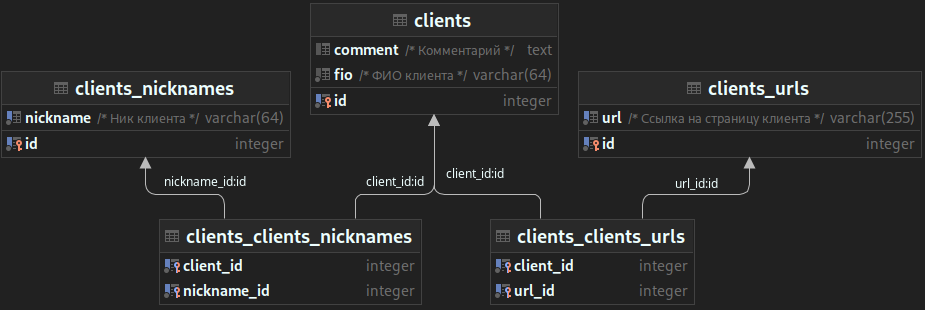 clients
comment /* Комментарий */ text
fio /* ФИО клиента */ varchar(64)
id integer
clients_nicknames
nickname /* Ник клиента */ varchar(64)
id integer
clients_urls
url /* Ссылка на страницу клиента */ varchar(255)
id integer
nickname_id:id
client_id:id
client_id:id
url_id:id
clients_clients_nicknames
client_id integer
nickname_id integer
clients_clients_urls
client_id integer
url_id integer